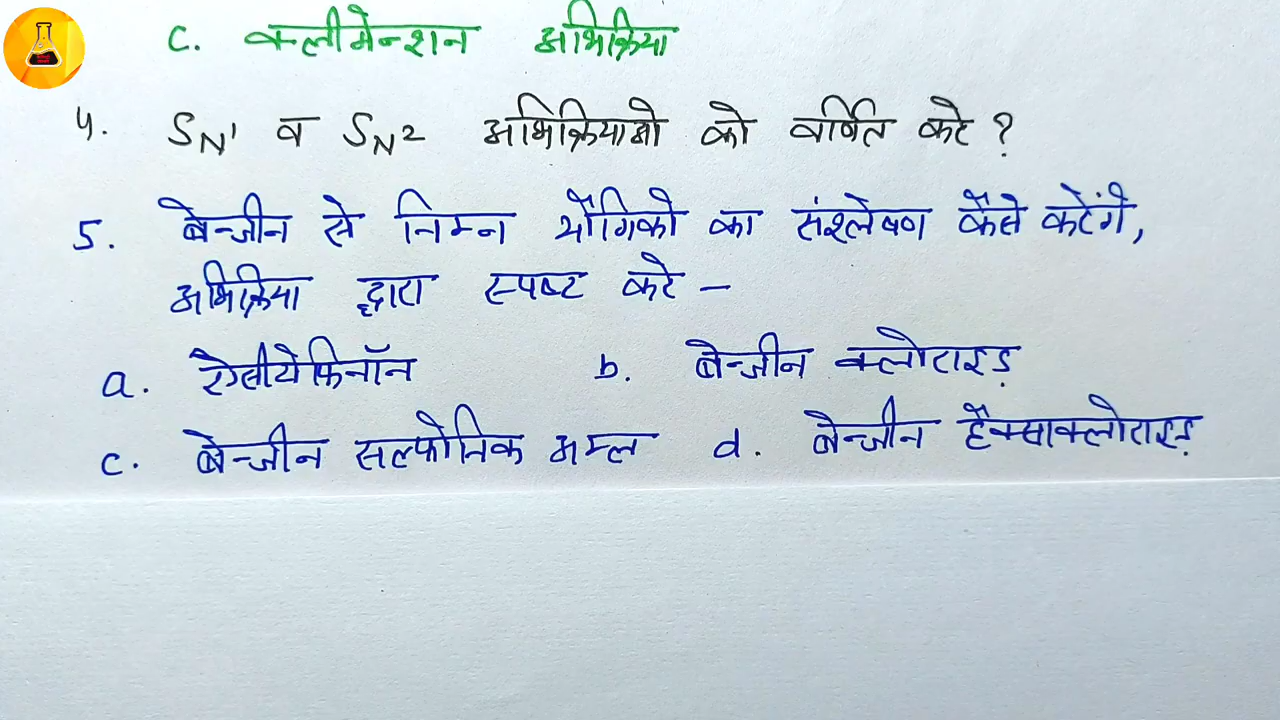 c. क्लीमेन्शन अभिक्रिया
4. SN¹ व SN² अभिक्रियाओ को वर्णित करे ?
5. बेन्जीन से निम्न यौगिको का संश्लेषण कैसे करेंगे,
अभिक्रिया द्वारा स्पष्ट करे –
a. ऐसीटोफिनॉन b. बेन्जीन क्लोराइड
c. बेन्जीन सल्फोनिक अम्ल d. बेन्जीन हैक्साक्लोराइड